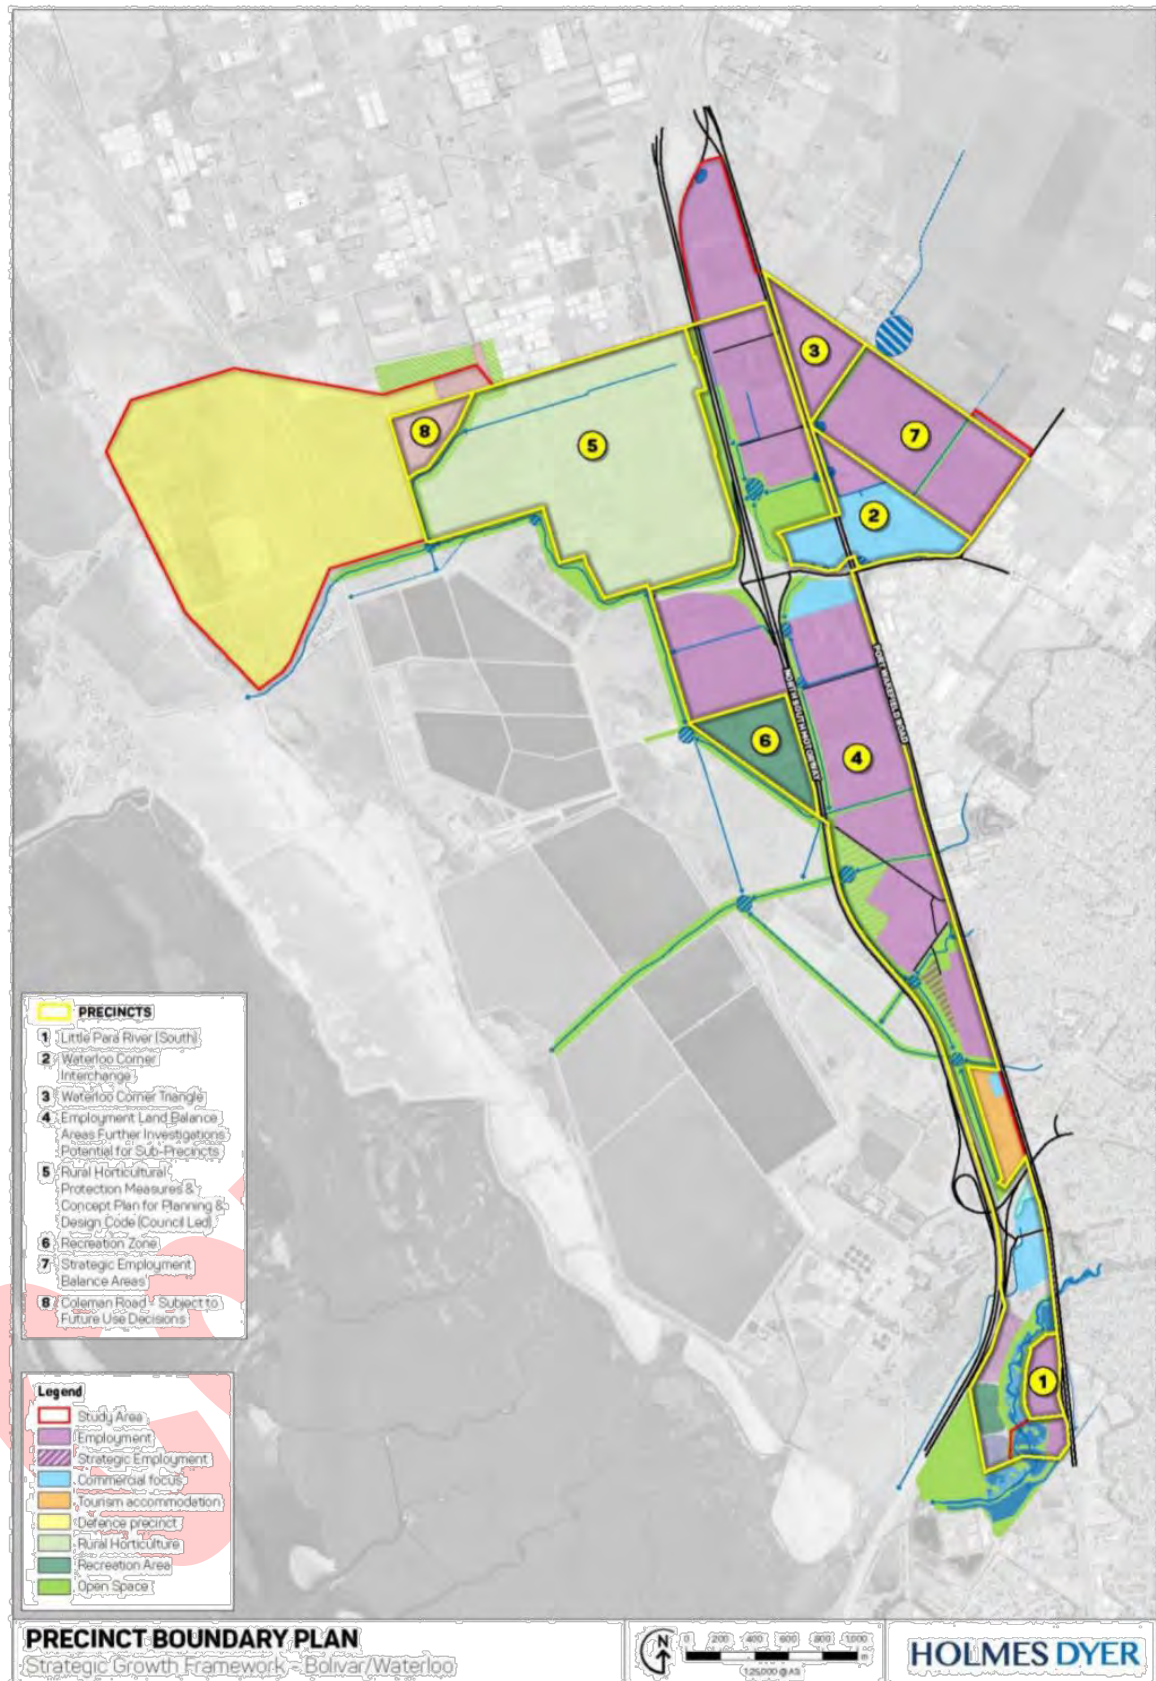 3
7
8
5
2
PORT WAKEFIELD ROAD
NORTH SOUTH MOTORWAY
6
4
1
PRECINCTS
1 Little Para River (South)
2 Waterloo Corner
Interchange
3 Waterloo Corner Triangle
4 Employment Land Balance
Areas Further Investigations
Potential for Sub-Precincts
5 Rural Horticultural
Protection Measures &
Concept Plan for Planning &
Design Code (Council Led)
6 Recreation Zone
7 Strategic Employment
Balance Areas
8 Coleman Road - Subject to
Future Use Decisions
Legend
Study Area
Employment
Strategic Employment
Commercial focus
Tourism accommodation
Defence precinct
Rural Horticulture
Recreation Area
Open Space
PRECINCT BOUNDARY PLAN
Strategic Growth Framework - Bolivar/Waterloo
N
0 200 400 600 800 1000
m
1:25,000 @ A3
HOLMES DYER